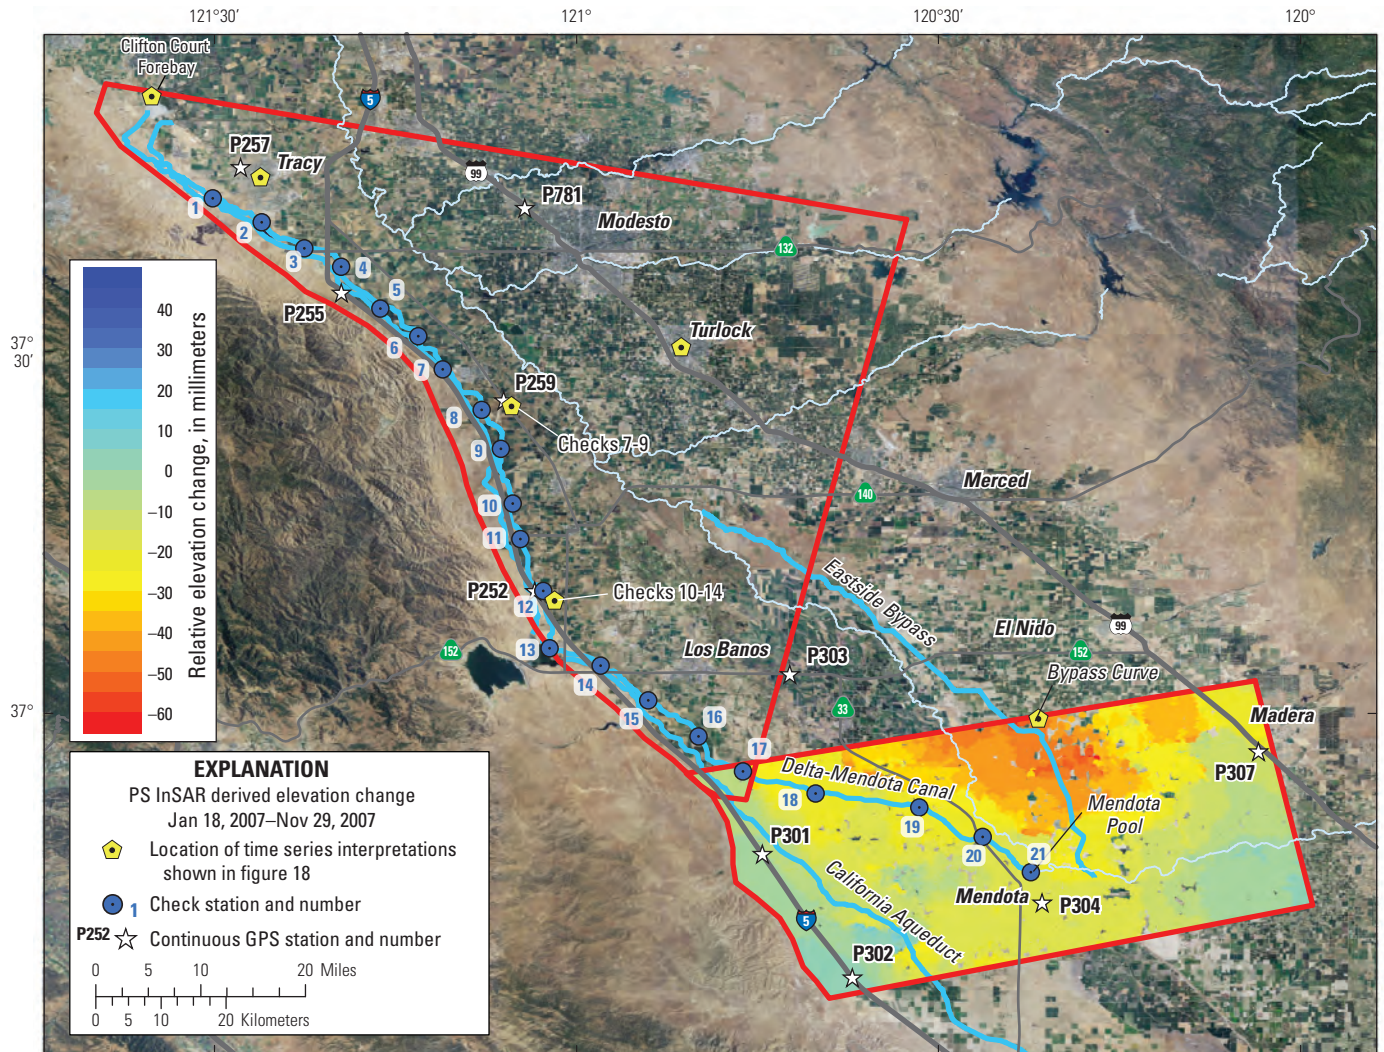 121°30'
121°
120°30'
120°
Clifton Court
Forebay
5
P257
Tracy
99
P781
Modesto
1
2
132
3
4
5
P255
37°
30'
6
Turlock
7
P259
8
Checks 7-9
9
Merced
10
140
11
Eastside Bypass
P252
12
Checks 10-14
El Nido
99
13
152
Los Banos
P303
152
Bypass Curve
14
33
37°
15
16
Madera
17
P307
Delta-Mendota Canal
18
19
Mendota
Pool
20
21
P301
California Aqueduct
Mendota
P304
5
P302
40
30
20
10
0
–10
–20
–30
–40
–50
–60
Relative elevation change, in millimeters
EXPLANATION
PS InSAR derived elevation change
Jan 18, 2007–Nov 29, 2007
Location of time series interpretations
shown in figure 18
1 Check station and number
P252 Continuous GPS station and number
0 5 10 20 Miles
0 5 10 20 Kilometers